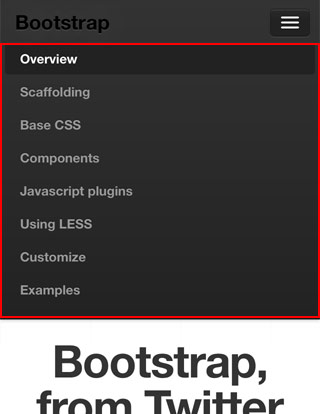 Bootstrap
Overview
Scaffolding
Base CSS
Components
Javascript plugins
Using LESS
Customize
Examples
Bootstrap,
from Twitter